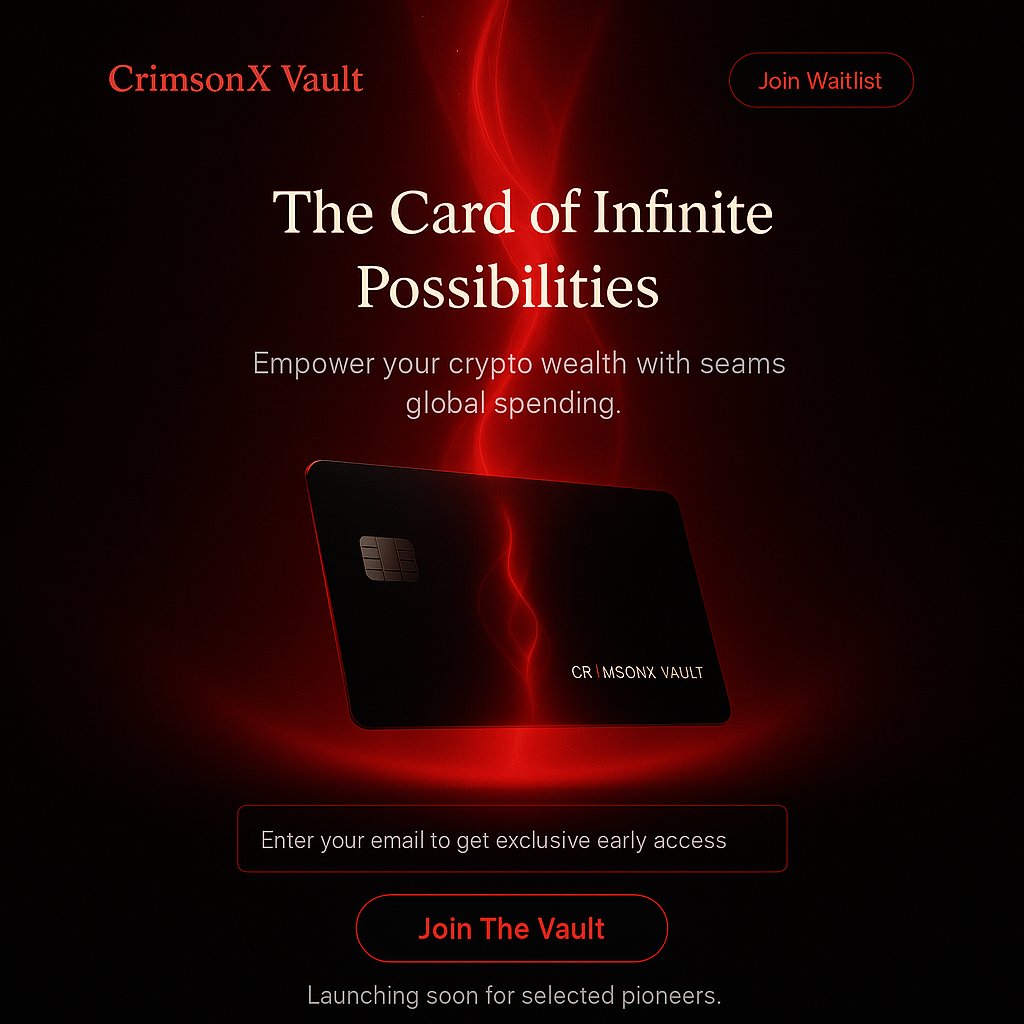 CrimsonX Vault
Join Waitlist
The Card of Infinite
Possibilities
Empower your crypto wealth with seams
global spending.
CRIMSONX VAULT
Enter your email to get exclusive early access
Join The Vault
Launching soon for selected pioneers.